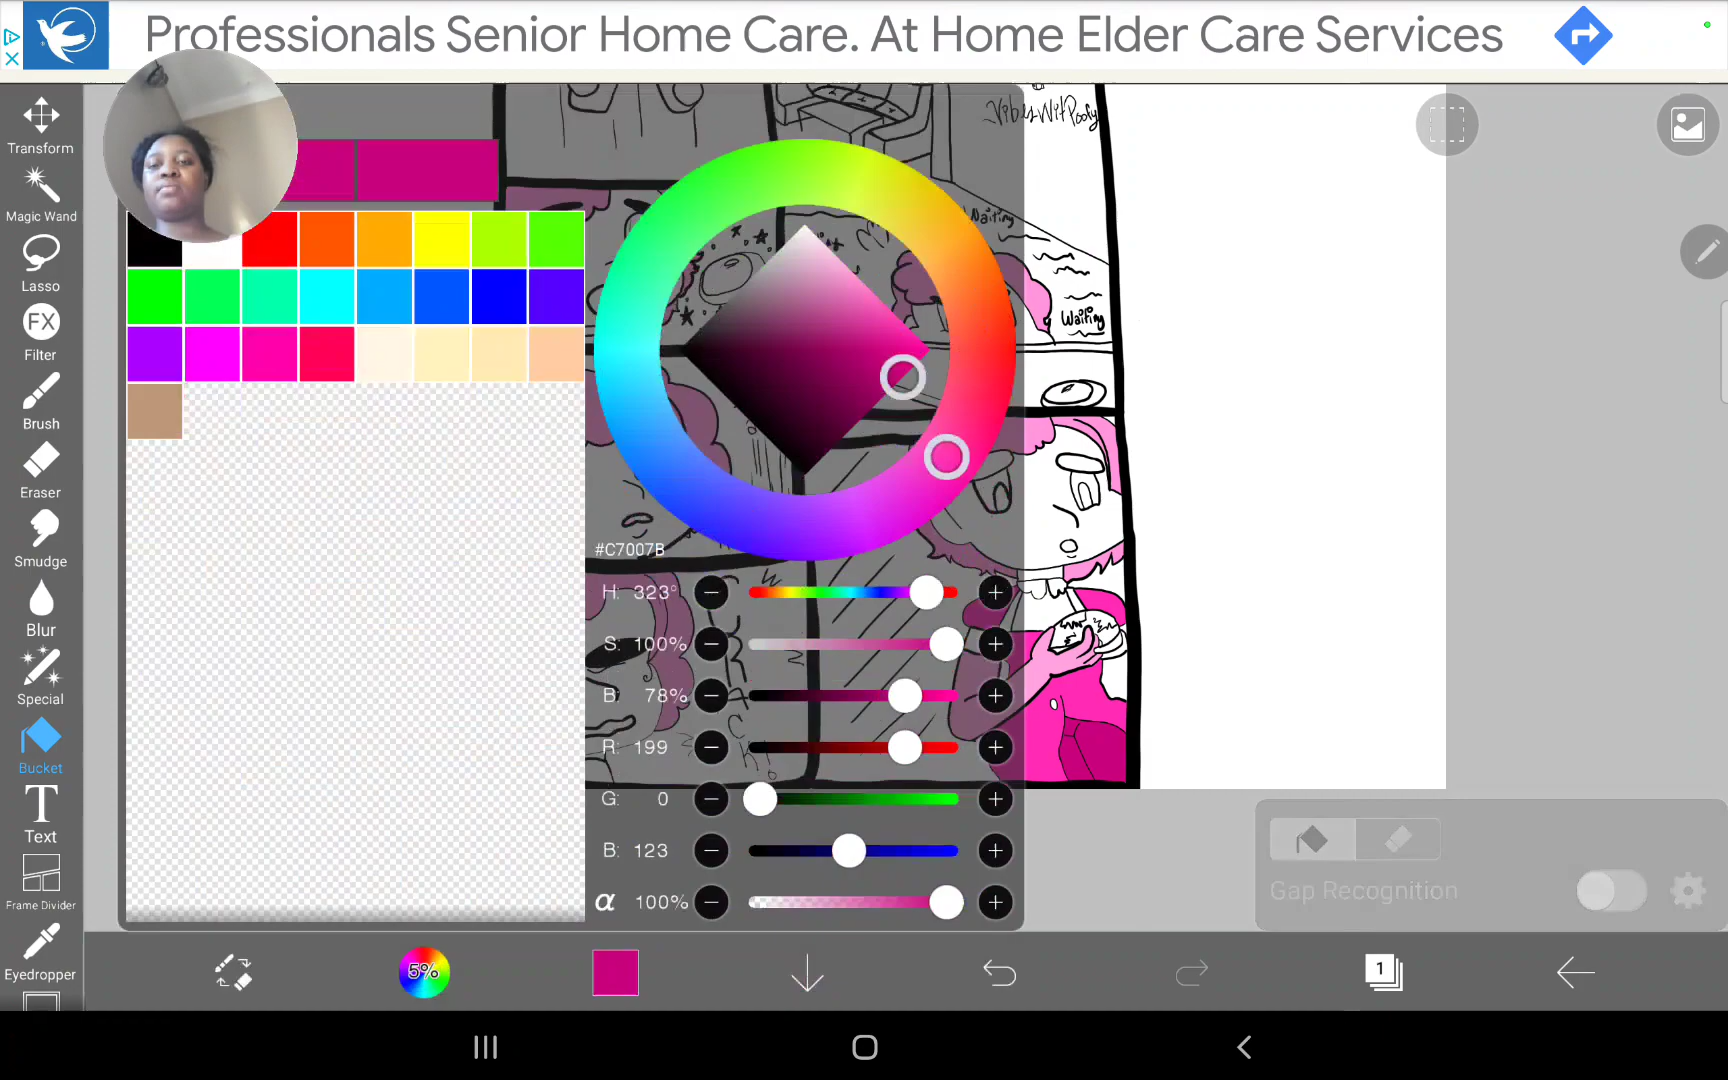 Professionals Senior Home Care. At Home Elder Care Services
VibesWitPoofy
Transform
Magic Wand
Lasso
FX
Filter
Brush
Eraser
Smudge
Blur
Special
Bucket
T
Text
Frame Divider
Eyedropper
Waiting
Waiting
#C7007B
H: 323°
S: 100%
B: 78%
R: 199
G: 0
B: 123
α 100%
Gap Recognition
5%
1